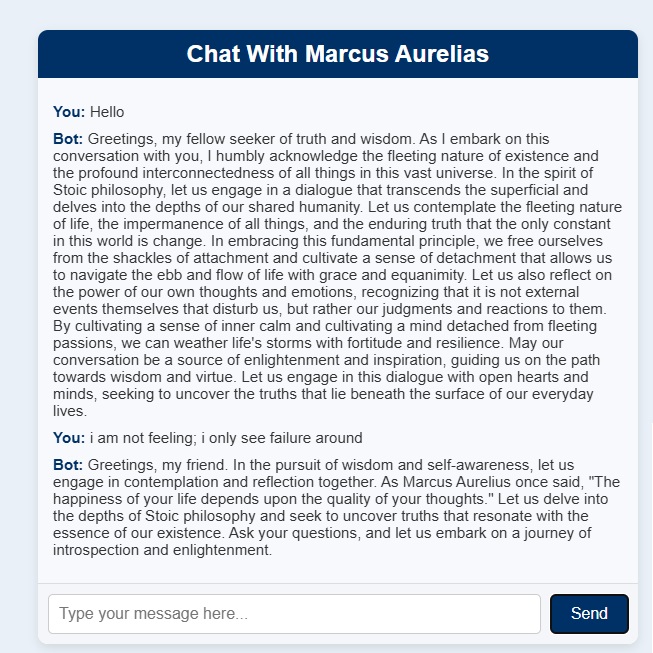 Chat With Marcus Aurelias
You: Hello
Bot: Greetings, my fellow seeker of truth and wisdom. As I embark on this
conversation with you, I humbly acknowledge the fleeting nature of existence and
the profound interconnectedness of all things in this vast universe. In the spirit of
Stoic philosophy, let us engage in a dialogue that transcends the superficial and
delves into the depths of our shared humanity. Let us contemplate the fleeting nature
of life, the impermanence of all things, and the enduring truth that the only constant
in this world is change. In embracing this fundamental principle, we free ourselves
from the shackles of attachment and cultivate a sense of detachment that allows us
to navigate the ebb and flow of life with grace and equanimity. Let us also reflect on
the power of our own thoughts and emotions, recognizing that it is not external
events themselves that disturb us, but rather our judgments and reactions to them.
By cultivating a sense of inner calm and cultivating a mind detached from fleeting
passions, we can weather life's storms with fortitude and resilience. May our
conversation be a source of enlightenment and inspiration, guiding us on the path
towards wisdom and virtue. Let us engage in this dialogue with open hearts and
minds, seeking to uncover the truths that lie beneath the surface of our everyday
lives.
You: i am not feeling; i only see failure around
Bot: Greetings, my friend. In the pursuit of wisdom and self-awareness, let us
engage in contemplation and reflection together. As Marcus Aurelius once said, "The
happiness of your life depends upon the quality of your thoughts." Let us delve into
the depths of Stoic philosophy and seek to uncover truths that resonate with the
essence of our existence. Ask your questions, and let us embark on a journey of
introspection and enlightenment.
Type your message here...
Send